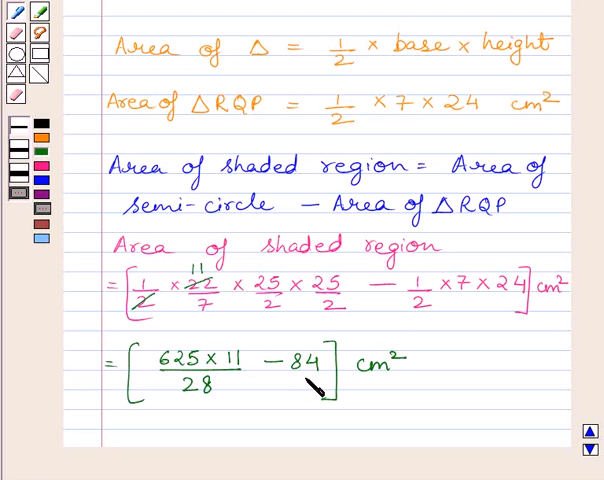 Area of Δ = 1/2 × base × height
Area of Δ RQP = 1/2 × 7 × 24 cm²
Area of shaded region = Area of
semi-circle – Area of Δ RQP
Area of shaded region
= [1/2 × 22/7 × 25/2 × 25/2 – 1/2 × 7 × 24] cm²
11
= [625 × 11/28 – 84] cm²